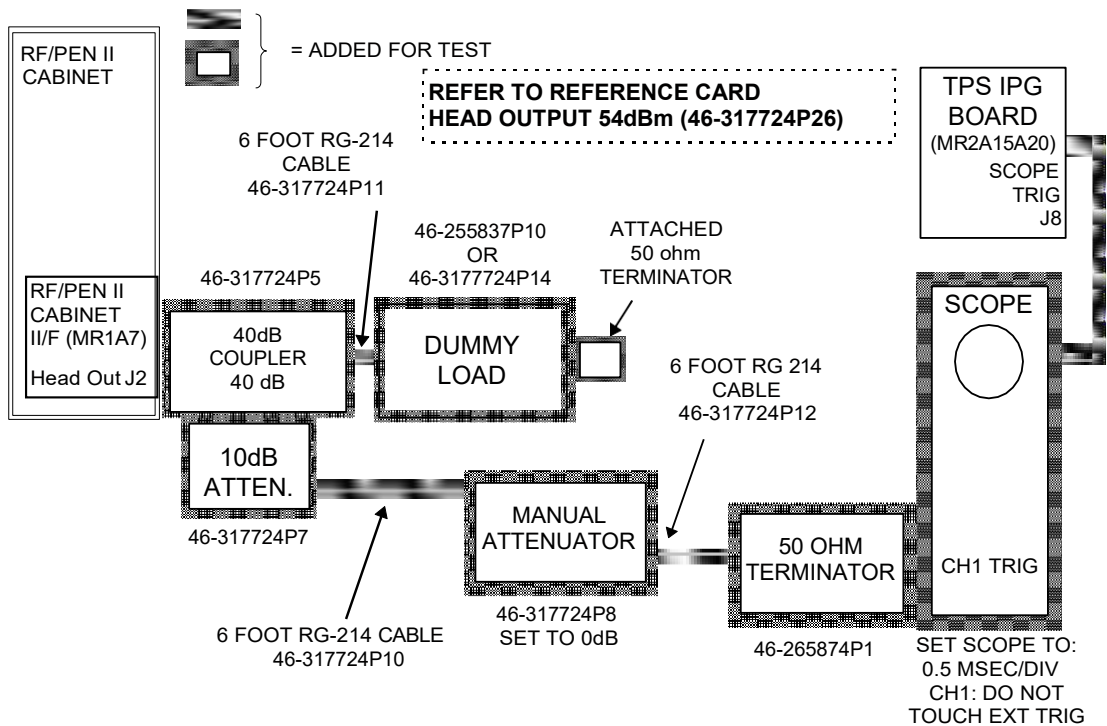 RF/PEN II
CABINET
= ADDED FOR TEST
REFER TO REFERENCE CARD
HEAD OUTPUT 54dBm (46-317724P26)
TPS IPG
BOARD
(MR2A15A20)
SCOPE
TRIG
J8
6 FOOT RG-214
CABLE
46-317724P11
46-255837P10
OR
46-3177724P14
ATTACHED
50 ohm
TERMINATOR
46-317724P5
RF/PEN II
CABINET
II/F (MR1A7)
Head Out J2
40dB
COUPLER
40 dB
DUMMY
LOAD
SCOPE
6 FOOT RG 214
CABLE
46-317724P12
10dB
ATTEN.
46-317724P7
MANUAL
ATTENUATOR
46-317724P8
SET TO 0dB
50 OHM
TERMINATOR
46-265874P1
CH1 TRIG
6 FOOT RG-214 CABLE
46-317724P10
SET SCOPE TO:
0.5 MSEC/DIV
CH1: DO NOT
TOUCH EXT TRIG